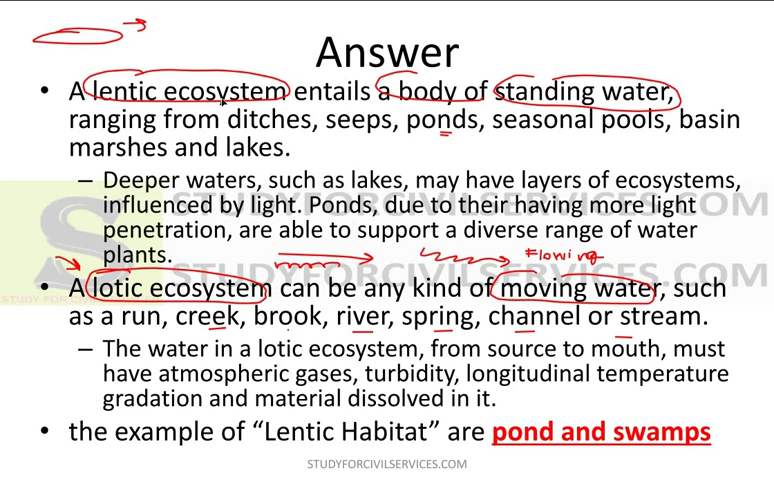 Answer
• A lentic ecosystem entails a body of standing water,
ranging from ditches, seeps, ponds, seasonal pools, basin
marshes and lakes.
– Deeper waters, such as lakes, may have layers of ecosystems,
influenced by light. Ponds, due to their having more light
penetration, are able to support a diverse range of water
plants.
Flowing
• A lotic ecosystem can be any kind of moving water, such
as a run, creek, brook, river, spring, channel or stream.
– The water in a lotic ecosystem, from source to mouth, must
have atmospheric gases, turbidity, longitudinal temperature
gradation and material dissolved in it.
• the example of “Lentic Habitat” are pond and swamps
STUDYFORCIVILSERVICES.COM
STUDYFORCIVILSERVICES.COM
STUDYFORCIVILSERVICES.COM